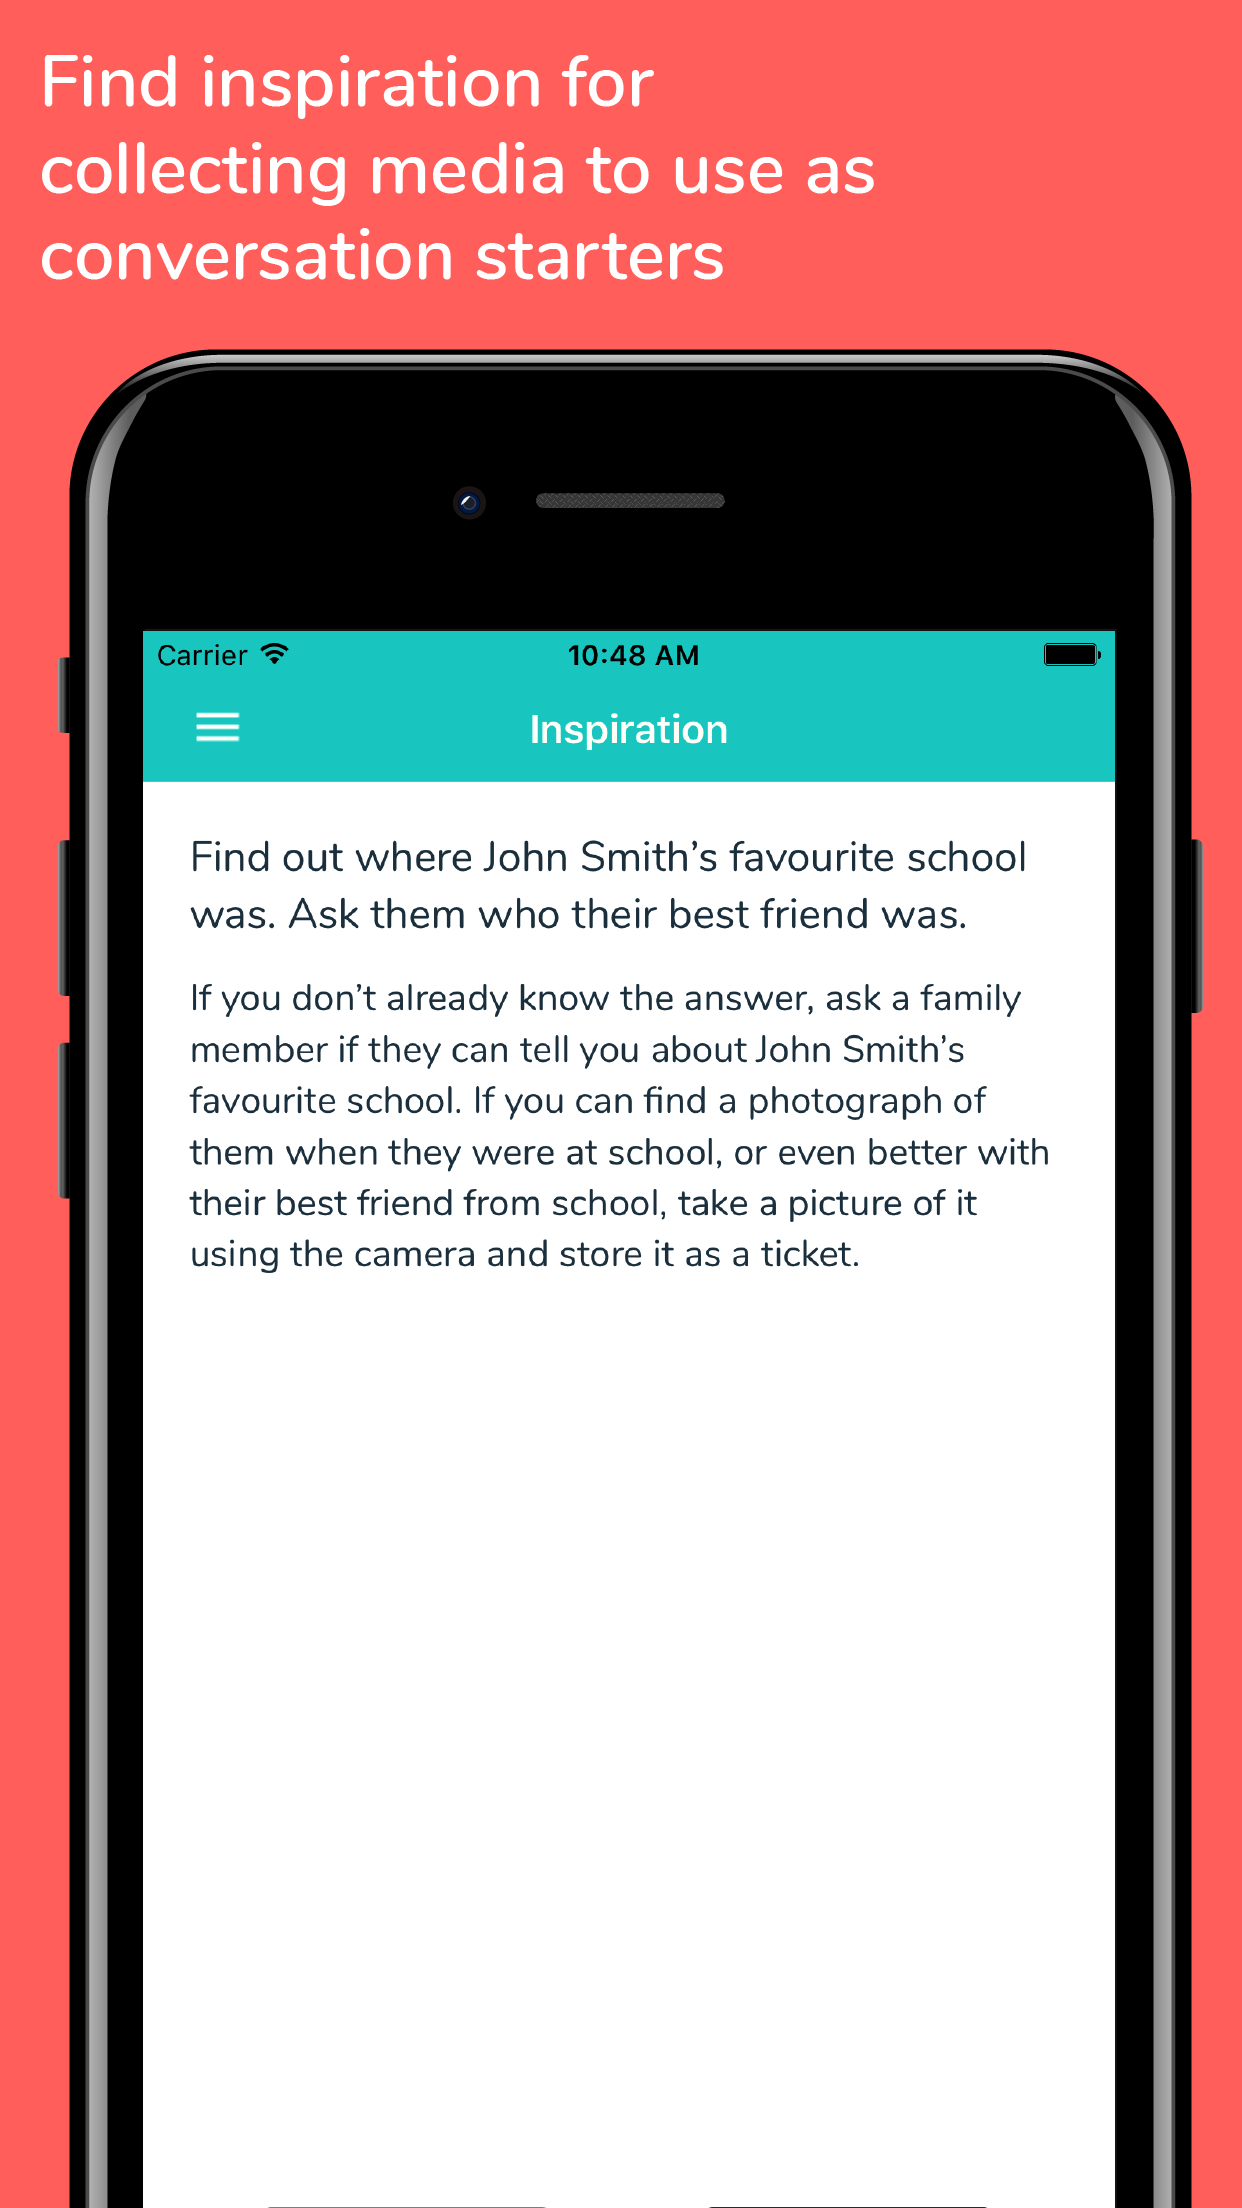 Find inspiration for
collecting media to use as
conversation starters
Carrier
10:48 AM
Inspiration
Find out where John Smith’s favourite school
was. Ask them who their best friend was.
If you don’t already know the answer, ask a family
member if they can tell you about John Smith’s
favourite school. If you can find a photograph of
them when they were at school, or even better with
their best friend from school, take a picture of it
using the camera and store it as a ticket.